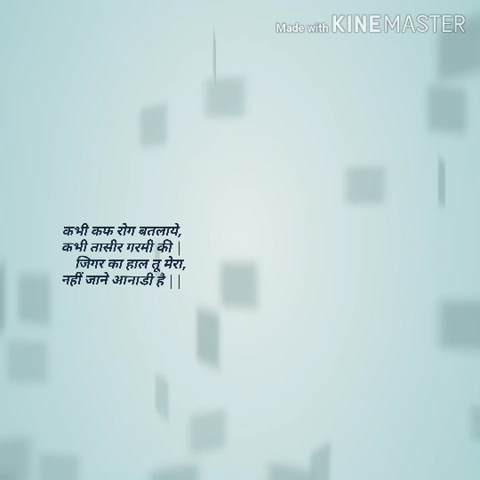 Made with KINEMASTER
कभी कफ रोग बतलाये,
कभी तासीर गरमी की |
जिगर का हाल तू मेरा,
नहीं जाने आनाडी है ||